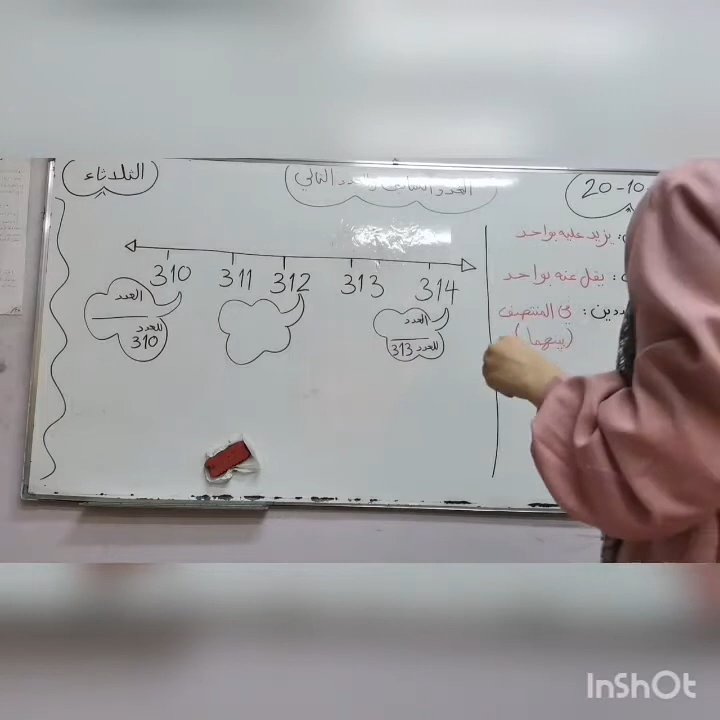 20-10
العدد السابق والعدد التالي
الثلاثاء
: يزيد عليه بواحد
: يقل عنه بواحد
ددين: في المنتصف
(بينهما)
310 311 312 313 314
العدد
للعدد
310
العدد
للعدد 313
InShOt